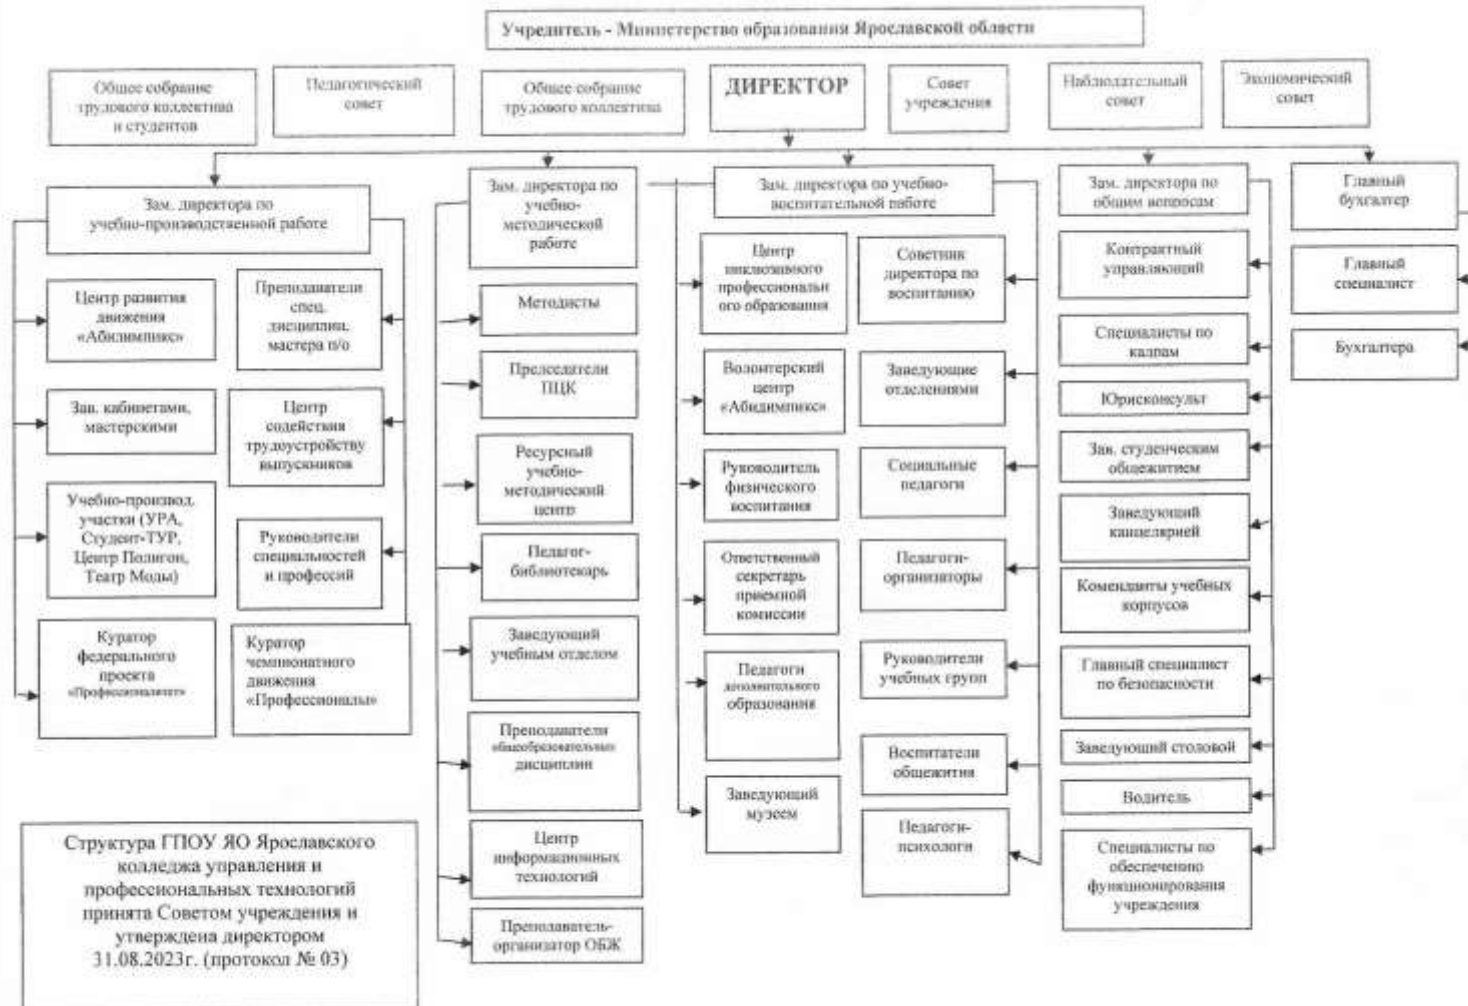 Учредитель - Министерство образования Ярославской области
Общее собрание
трудового коллектива
и студентов
Педагогический
совет
Общее собрание
трудового коллектива
ДИРЕКТОР
Совет
учреждения
Наблюдательный
совет
Экономический
совет
Зам. директора по
учебно-производственной работе
Зам. директора по
учебно-
методической
работе
Зам. директора по учебно-
воспитательной работе
Зам. директора по
общим вопросам
Главный
бухгалтер
Центр развития
движения
«Абилимпикс»
Зав. кабинетами,
мастерскими
Учебно-производ.
участки (УРА,
Студент-ТУР,
Центр Полигон,
Театр Моды)
Куратор
федерального
проекта
«Профессионалитет»
Преподаватели
спец.
дисциплин,
мастера п/о
Центр
содействия
трудоустройству
выпускников
Руководители
специальностей
и профессий
Куратор
чемпионатного
движения
«Профессионалы»
Методисты
Председатели
ПЦК
Ресурсный
учебно-
методический
центр
Педагог-
библиотекарь
Заведующий
учебным отделом
Преподаватели
общеобразовательных
дисциплин
Центр
информационных
технологий
Преподаватель-
организатор ОБЖ
Центр
инклюзивного
профессиональн
ого образования
Волонтерский
центр
«Абилимпикс»
Руководитель
физического
воспитания
Ответственный
секретарь
приемной
комиссии
Педагоги
дополнительного
образования
Заведующий
музеем
Советник
директора по
воспитанию
Заведующие
отделениями
Социальные
педагоги
Педагоги-
организаторы
Руководители
учебных групп
Воспитатели
общежития
Педагоги-
психологи
Контрактный
управляющий
Специалисты по
кадрам
Юрисконсульт
Зав. студенческим
общежитием
Заведующий
канцелярией
Коменданты учебных
корпусов
Главный специалист
по безопасности
Заведующий столовой
Водитель
Специалисты по
обеспечению
функционирования
учреждения
Главный
специалист
Бухгалтера
Структура ГПОУ ЯО Ярославского
колледжа управления и
профессиональных технологий
принята Советом учреждения и
утверждена директором
31.08.2023г. (протокол № 03)